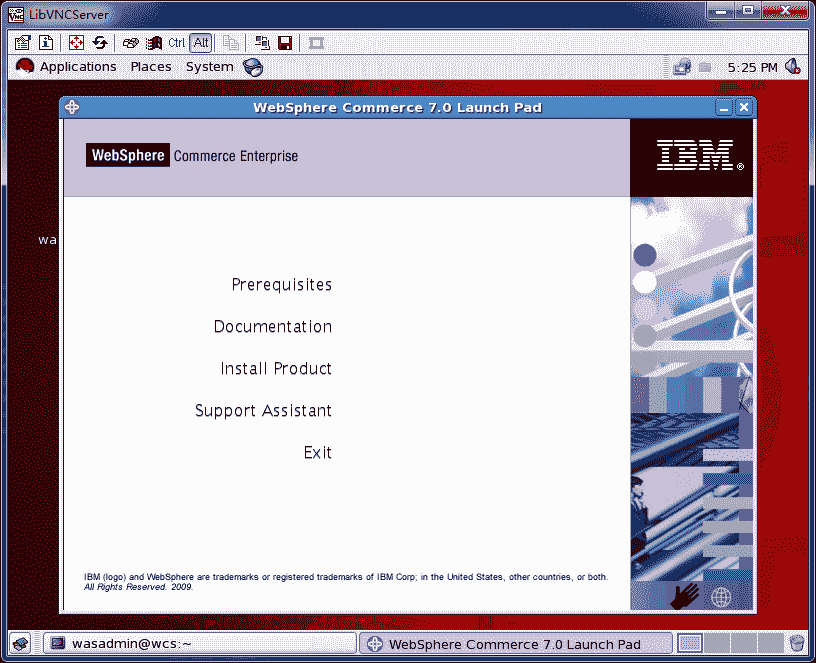 LibVNCServer
Ctrl Alt
Applications Places System 5:25 PM
WebSphere Commerce 7.0 Launch Pad
WebSphere Commerce Enterprise
IBM®
wa
Prerequisites
Documentation
Install Product
Support Assistant
Exit
IBM (logo) and WebSphere are trademarks or registered trademarks of IBM Corp; in the United States, other countries, or both.
All Rights Reserved. 2009.
wasadmin@wcs:~ WebSphere Commerce 7.0 Launch Pad